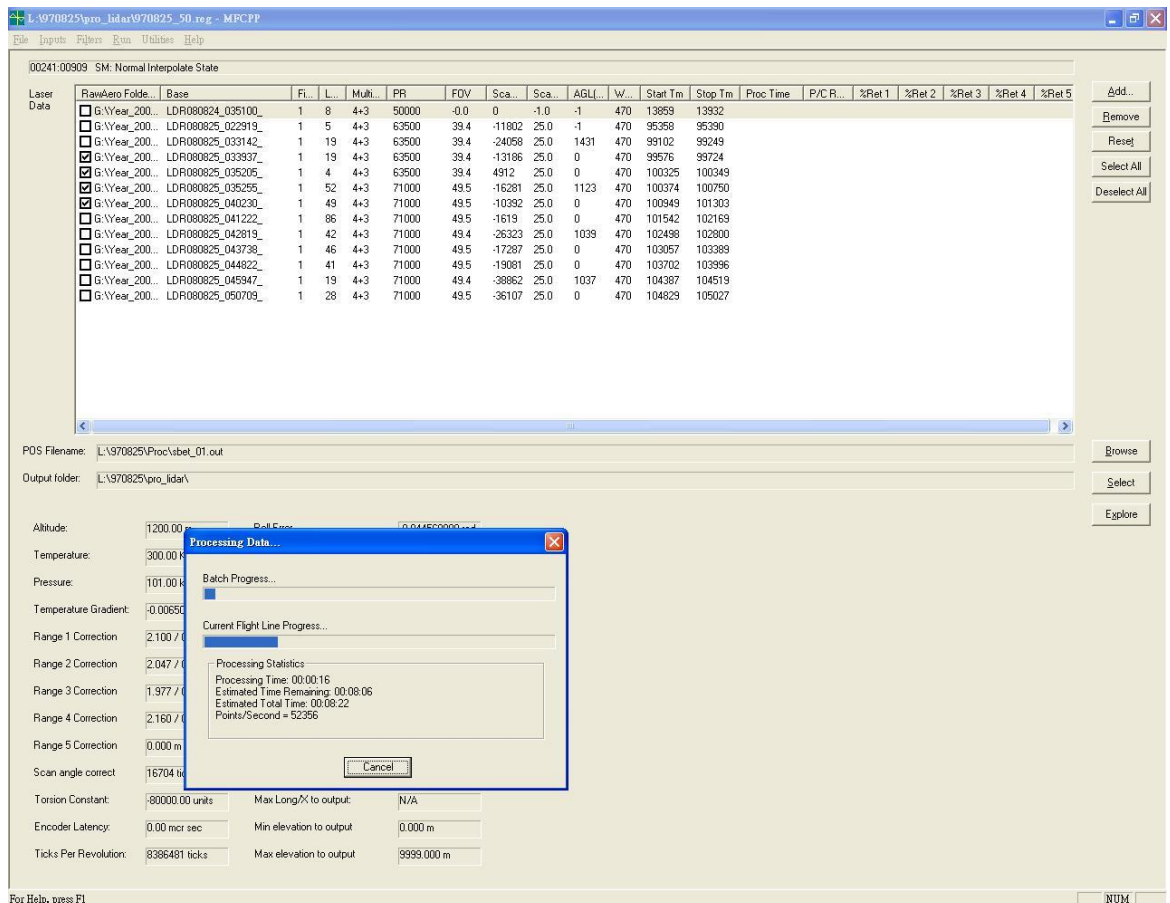 L:\970825\pro_lidar\970825_50.reg - MFCPP
File Inputs Filters Run Utilities Help
00241:00909 SM: Normal Interpolate State
Laser Data
RawAero Folde... Base Fi... L... Multi... PR FOV Sca... Sca... AGL(... W... Start Tm Stop Tm Proc Time P/C R... %Ret 1 %Ret 2 %Ret 3 %Ret 4 %Ret 5
G:\Year_200... LDR080824_035100_ 1 8 4+3 50000 -0.0 0 -1.0 -1 470 13859 13932
G:\Year_200... LDR080825_022919_ 1 5 4+3 63500 39.4 -11802 25.0 -1 470 95358 95390
G:\Year_200... LDR080825_033142_ 1 19 4+3 63500 39.4 -24058 25.0 1431 470 99102 99249
G:\Year_200... LDR080825_033937_ 1 19 4+3 63500 39.4 -13186 25.0 0 470 99576 99724
G:\Year_200... LDR080825_035205_ 1 4 4+3 63500 39.4 4912 25.0 0 470 100325 100349
G:\Year_200... LDR080825_035255_ 1 52 4+3 71000 49.5 -16281 25.0 1123 470 100374 100750
G:\Year_200... LDR080825_040230_ 1 49 4+3 71000 49.5 -10392 25.0 0 470 100949 101303
G:\Year_200... LDR080825_041222_ 1 86 4+3 71000 49.5 -1619 25.0 0 470 101542 102169
G:\Year_200... LDR080825_042819_ 1 42 4+3 71000 49.4 -26323 25.0 1039 470 102498 102800
G:\Year_200... LDR080825_043738_ 1 46 4+3 71000 49.5 -17287 25.0 0 470 103057 103389
G:\Year_200... LDR080825_044822_ 1 41 4+3 71000 49.5 -19081 25.0 0 470 103702 103996
G:\Year_200... LDR080825_045947_ 1 19 4+3 71000 49.4 -38862 25.0 1037 470 104387 104519
G:\Year_200... LDR080825_050709_ 1 28 4+3 71000 49.5 -36107 25.0 0 470 104829 105027
Add...
Remove
Reset
Select All
Deselect All
POS Filename: L:\970825\Proc\sbet_01.out Browse
Output folder: L:\970825\pro_lidar\ Select
Explore
Altitude: 1200.00
Temperature: 300.00 K
Pressure: 101.00 k
Temperature Gradient: -0.00650
Range 1 Correction 2.100 /
Range 2 Correction 2.047 /
Range 3 Correction 1.977 /
Range 4 Correction 2.160 /
Range 5 Correction 0.000 m
Scan angle correct 16704
Processing Data...
Batch Progress...
Current Flight Line Progress...
Processing Statistics
Processing Time: 00:00:16
Estimated Time Remaining: 00:08:06
Estimated Total Time: 00:08:22
Points/Second = 52356
Cancel
Torsion Constant: -80000.00 units Max Long/X to output: N/A
Encoder Latency: 0.00 mcr sec Min elevation to output 0.000 m
Ticks Per Revolution: 8386481 ticks Max elevation to output 9999.000 m
For Help, press F1 NUM